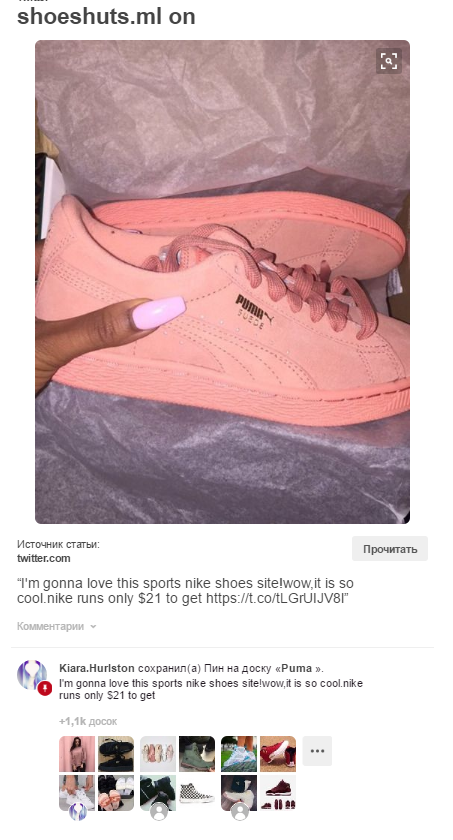 shoeshuts.ml on
PUMA
SUEDE
Источник статьи:
twitter.com
Прочитать
“I'm gonna love this sports nike shoes site!wow,it is so
cool.nike runs only $21 to get https://t.co/tLGrUIJV8I”
Комментарии
Kiara.Hurlston сохранил(а) Пин на доску «Puma ».
I'm gonna love this sports nike shoes site!wow,it is so cool.nike
runs only $21 to get
+1,1k досок